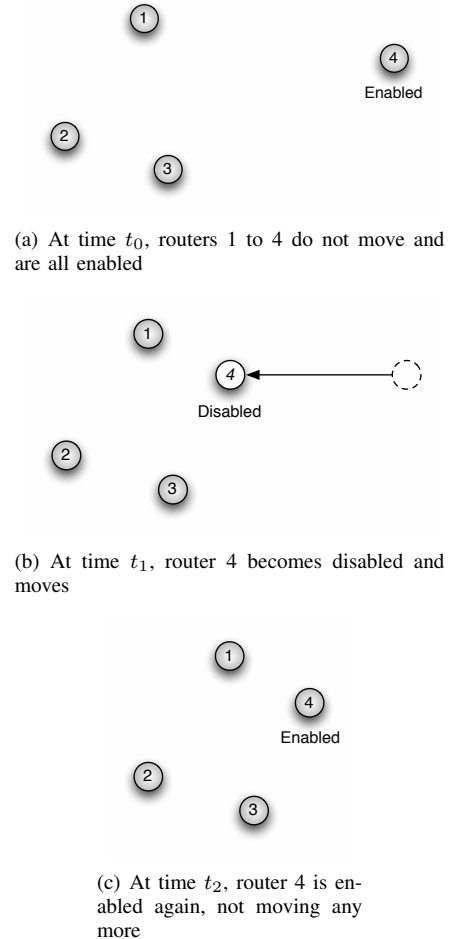 1
4
Enabled
2
3
(a) At time t0, routers 1 to 4 do not move and
are all enabled
1
4
Disabled
2
3
(b) At time t1, router 4 becomes disabled and
moves
1
4
Enabled
2
3
(c) At time t2, router 4 is en-
abled again, not moving any
more